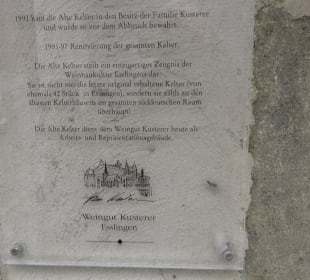 1991 kam die Alte Kelter in den Besitz der Familie Kusterer
und wurde so vor dem Abbruch bewahrt.
1991-97 Renovierung der gesamten Kelter.
Die Alte Kelter stellt ein einzigartiges Zeugnis der
Weinbaukultur Esslingens dar.
Sie ist nicht nur die letzte original erhaltene Kelter (von
ehemals 42 Stück in Esslingen), sondern sie zählt zu den
ältesten Kelterhäusern im gesamten süddeutschen Raum
überhaupt!
Die Alte Kelter dient dem Weingut Kusterer heute als
Arbeits- und Repräsentationsgebäude.
Weingut Kusterer
Esslingen